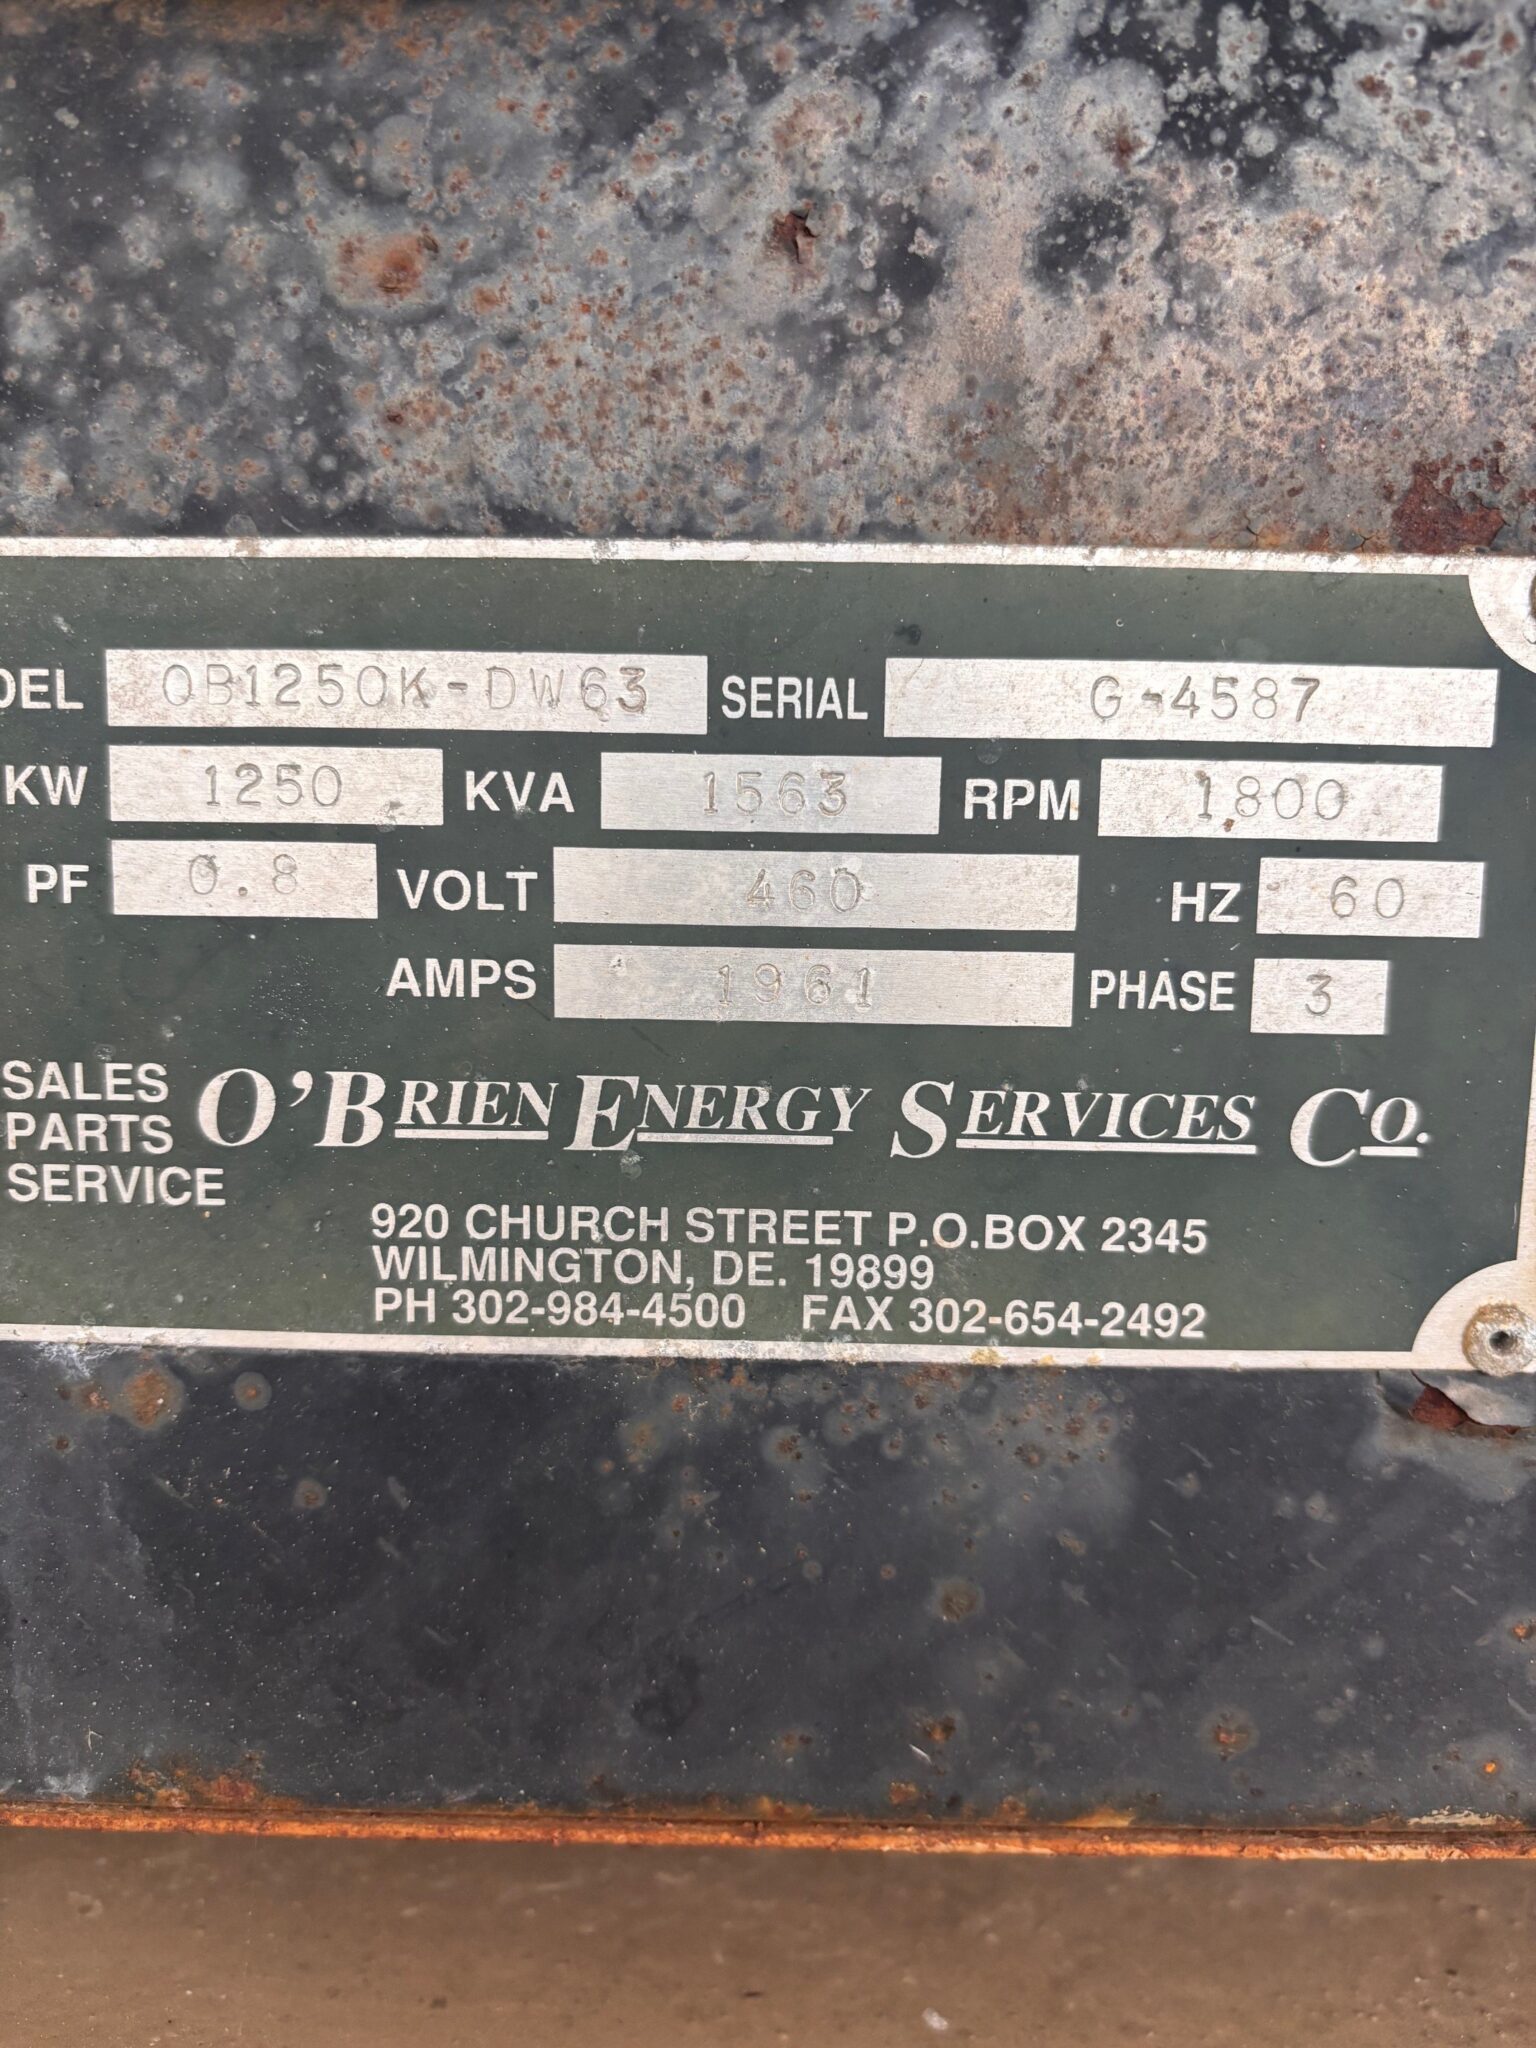 DEL OB1250K-DW63 SERIAL G-4587
KW 1250 KVA 1563 RPM 1800
PF 0.8 VOLT 460 HZ 60
AMPS 1961 PHASE 3
SALES
PARTS
SERVICE
O'BRIEN ENERGY SERVICES CO.
920 CHURCH STREET P.O.BOX 2345
WILMINGTON, DE. 19899
PH 302-984-4500 FAX 302-654-2492